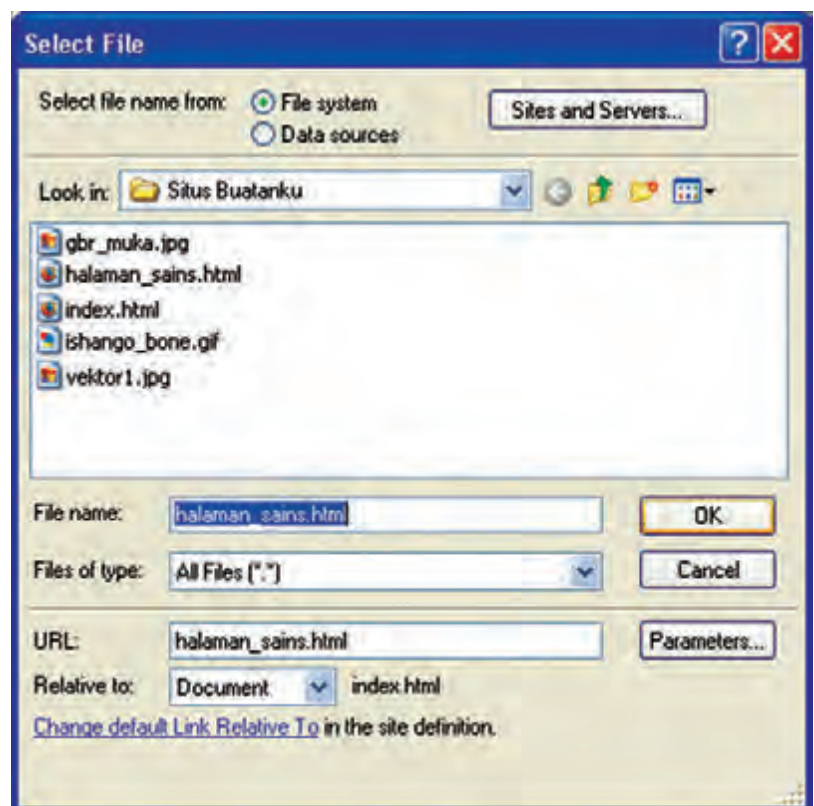 Select File
Select file name from: File system
Data sources
Sites and Servers...
Look in: Situs Buatanku
gbr_muka.jpg
halaman_sains.html
index.html
ishango_bone.gif
vektor1.jpg
File name: halaman_sains.html OK
Files of type: All Files (*.*) Cancel
URL: halaman_sains.html Parameters...
Relative to: Document index.html
Change default Link Relative To in the site definition.